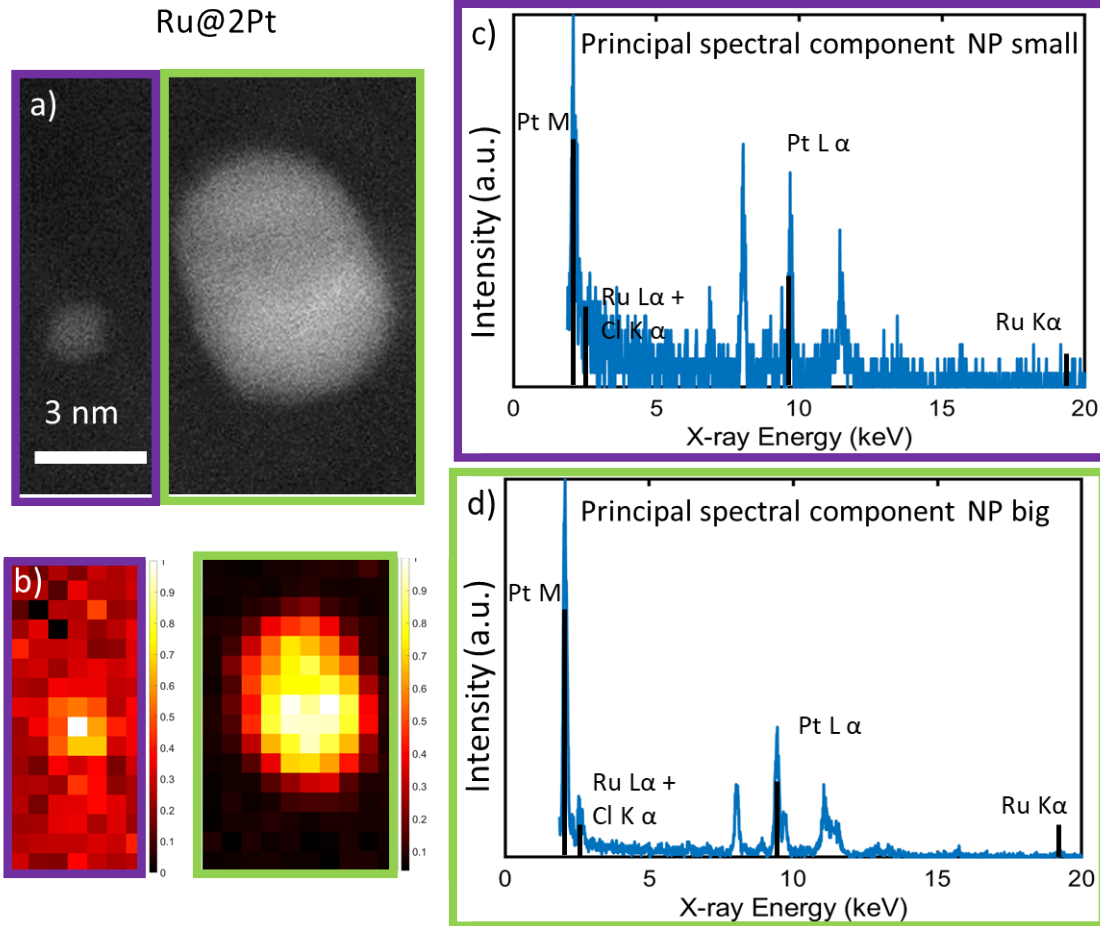 Ru@2Pt
a)
3 nm
b)
1
0.9
0.8
0.7
0.6
0.5
0.4
0.3
0.2
0.1
0
1
0.9
0.8
0.7
0.6
0.5
0.4
0.3
0.2
0.1
c)
Principal spectral component NP small
Pt M
Pt L α
Ru Lα +
Cl K α
Ru Kα
Intensity (a.u.)
0 5 10 15 20
X-ray Energy (keV)
d)
Principal spectral component NP big
Pt M
Pt L α
Ru Lα +
Cl K α
Ru Kα
Intensity (a.u.)
0 5 10 15 20
X-ray Energy (keV)